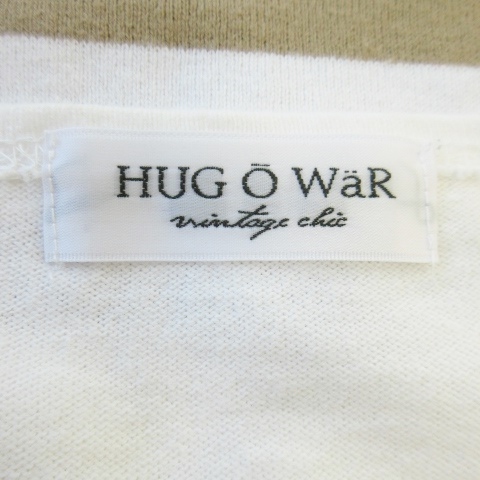 HUG Ō WäR
vintage chic